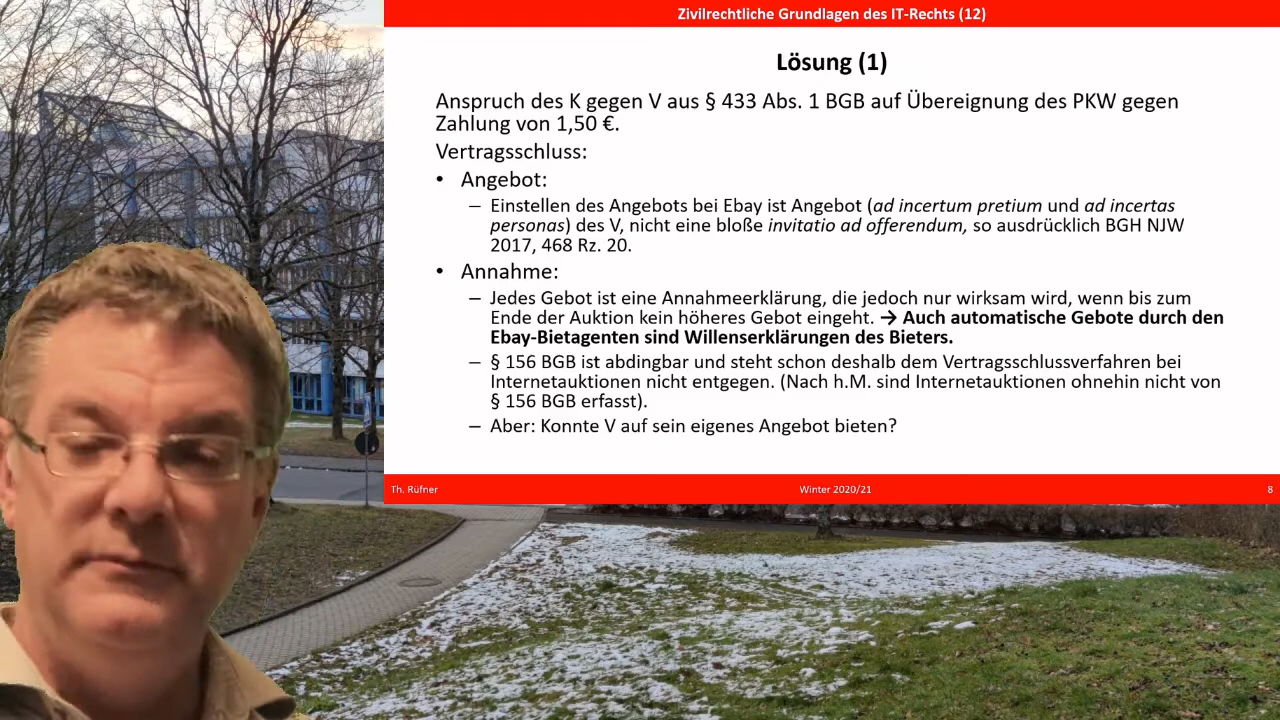 Zivilrechtliche Grundlagen des IT-Rechts (12)
Lösung (1)
Anspruch des K gegen V aus § 433 Abs. 1 BGB auf Übereignung des PKW gegen
Zahlung von 1,50 €.
Vertragsschluss:
• Angebot:
– Einstellen des Angebots bei Ebay ist Angebot (ad incertum pretium und ad incertas
personas) des V, nicht eine bloße invitatio ad offerendum, so ausdrücklich BGH NJW
2017, 468 Rz. 20.
• Annahme:
– Jedes Gebot ist eine Annahmeerklärung, die jedoch nur wirksam wird, wenn bis zum
Ende der Auktion kein höheres Gebot eingeht. → Auch automatische Gebote durch den
Ebay-Bietagenten sind Willenserklärungen des Bieters.
– § 156 BGB ist abdingbar und steht schon deshalb dem Vertragsschlussverfahren bei
Internetauktionen nicht entgegen. (Nach h.M. sind Internetauktionen ohnehin nicht von
§ 156 BGB erfasst).
– Aber: Konnte V auf sein eigenes Angebot bieten?
Th. Rüfner
Winter 2020/21
8